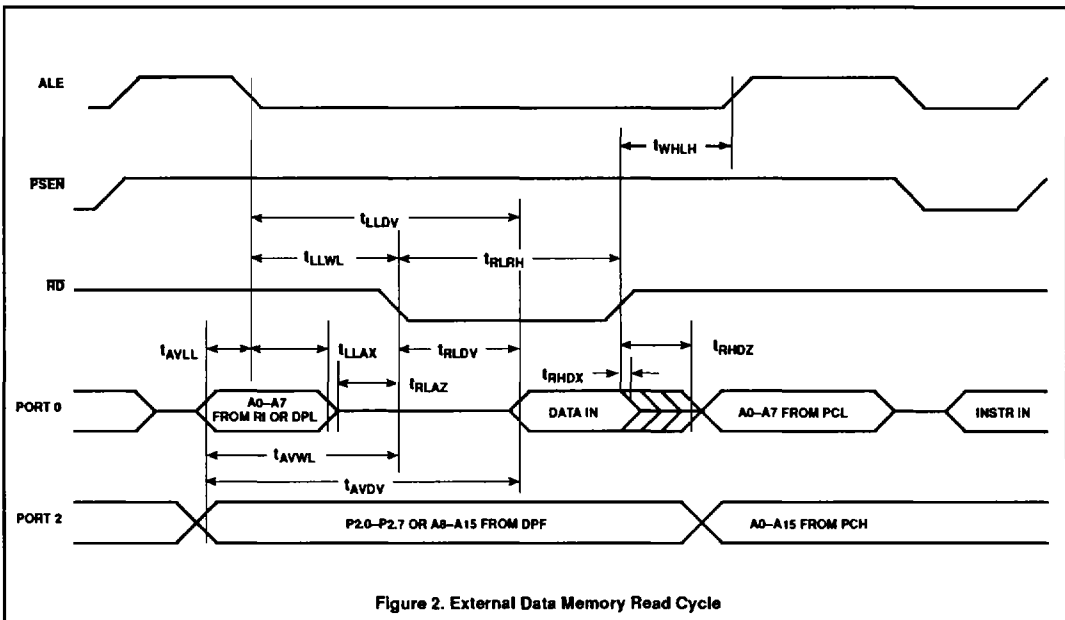 ALE
tWHLH
PSEN
tLLDV
tLLWL
tRLRH
RD
tAVLL
tLLAX
tRLDV
tRHDZ
tRLAZ
tRHDX
PORT 0
A0–A7
FROM RI OR DPL
DATA IN
A0–A7 FROM PCL
INSTR IN
tAVWL
tAVDV
PORT 2
P2.0–P2.7 OR A8–A15 FROM DPF
A0–A15 FROM PCH
Figure 2. External Data Memory Read Cycle